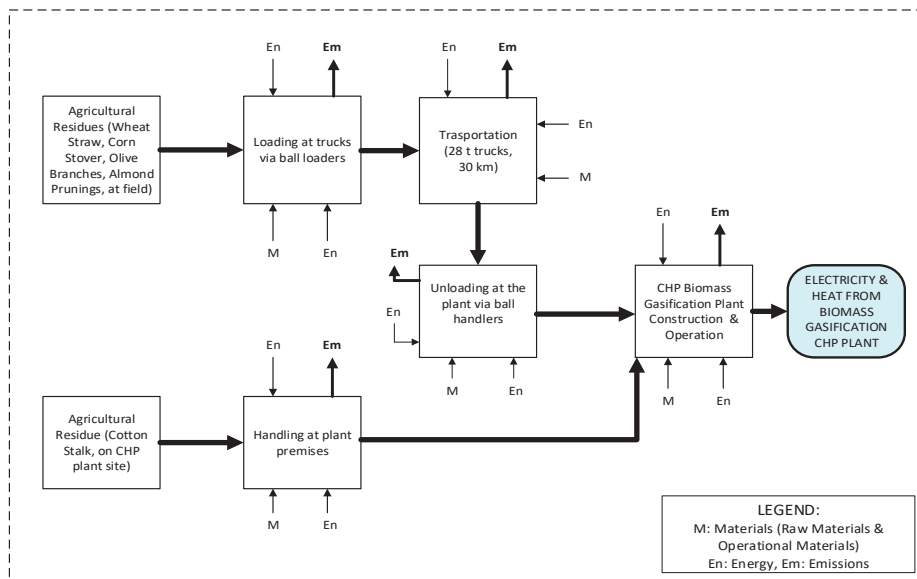 En
Em
En
Em
Agricultural
Residues (Wheat
Straw, Corn
Stover, Olive
Branches, Almond
Prunings, at field)
Loading at trucks
via ball loaders
Trasportation
(28 t trucks,
30 km)
En
M
M
En
En
Em
Em
Unloading at the
plant via ball
handlers
En
CHP Biomass
Gasification Plant
Construction &
Operation
ELECTRICITY &
HEAT FROM
BIOMASS
GASIFICATION
CHP PLANT
M
En
M
En
En
Em
Agricultural
Residue (Cotton
Stalk, on CHP
plant site)
Handling at plant
premises
M
En
LEGEND:
M: Materials (Raw Materials &
Operational Materials)
En: Energy, Em: Emissions